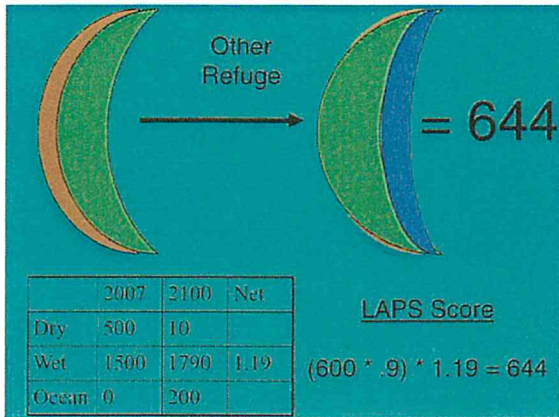 Other
Refuge
= 644
2007 2100 Net
Dry 500 10
Wet 1500 1790 1.19
Ocean 0 200
LAPS Score
(600 * .9) * 1.19 = 644